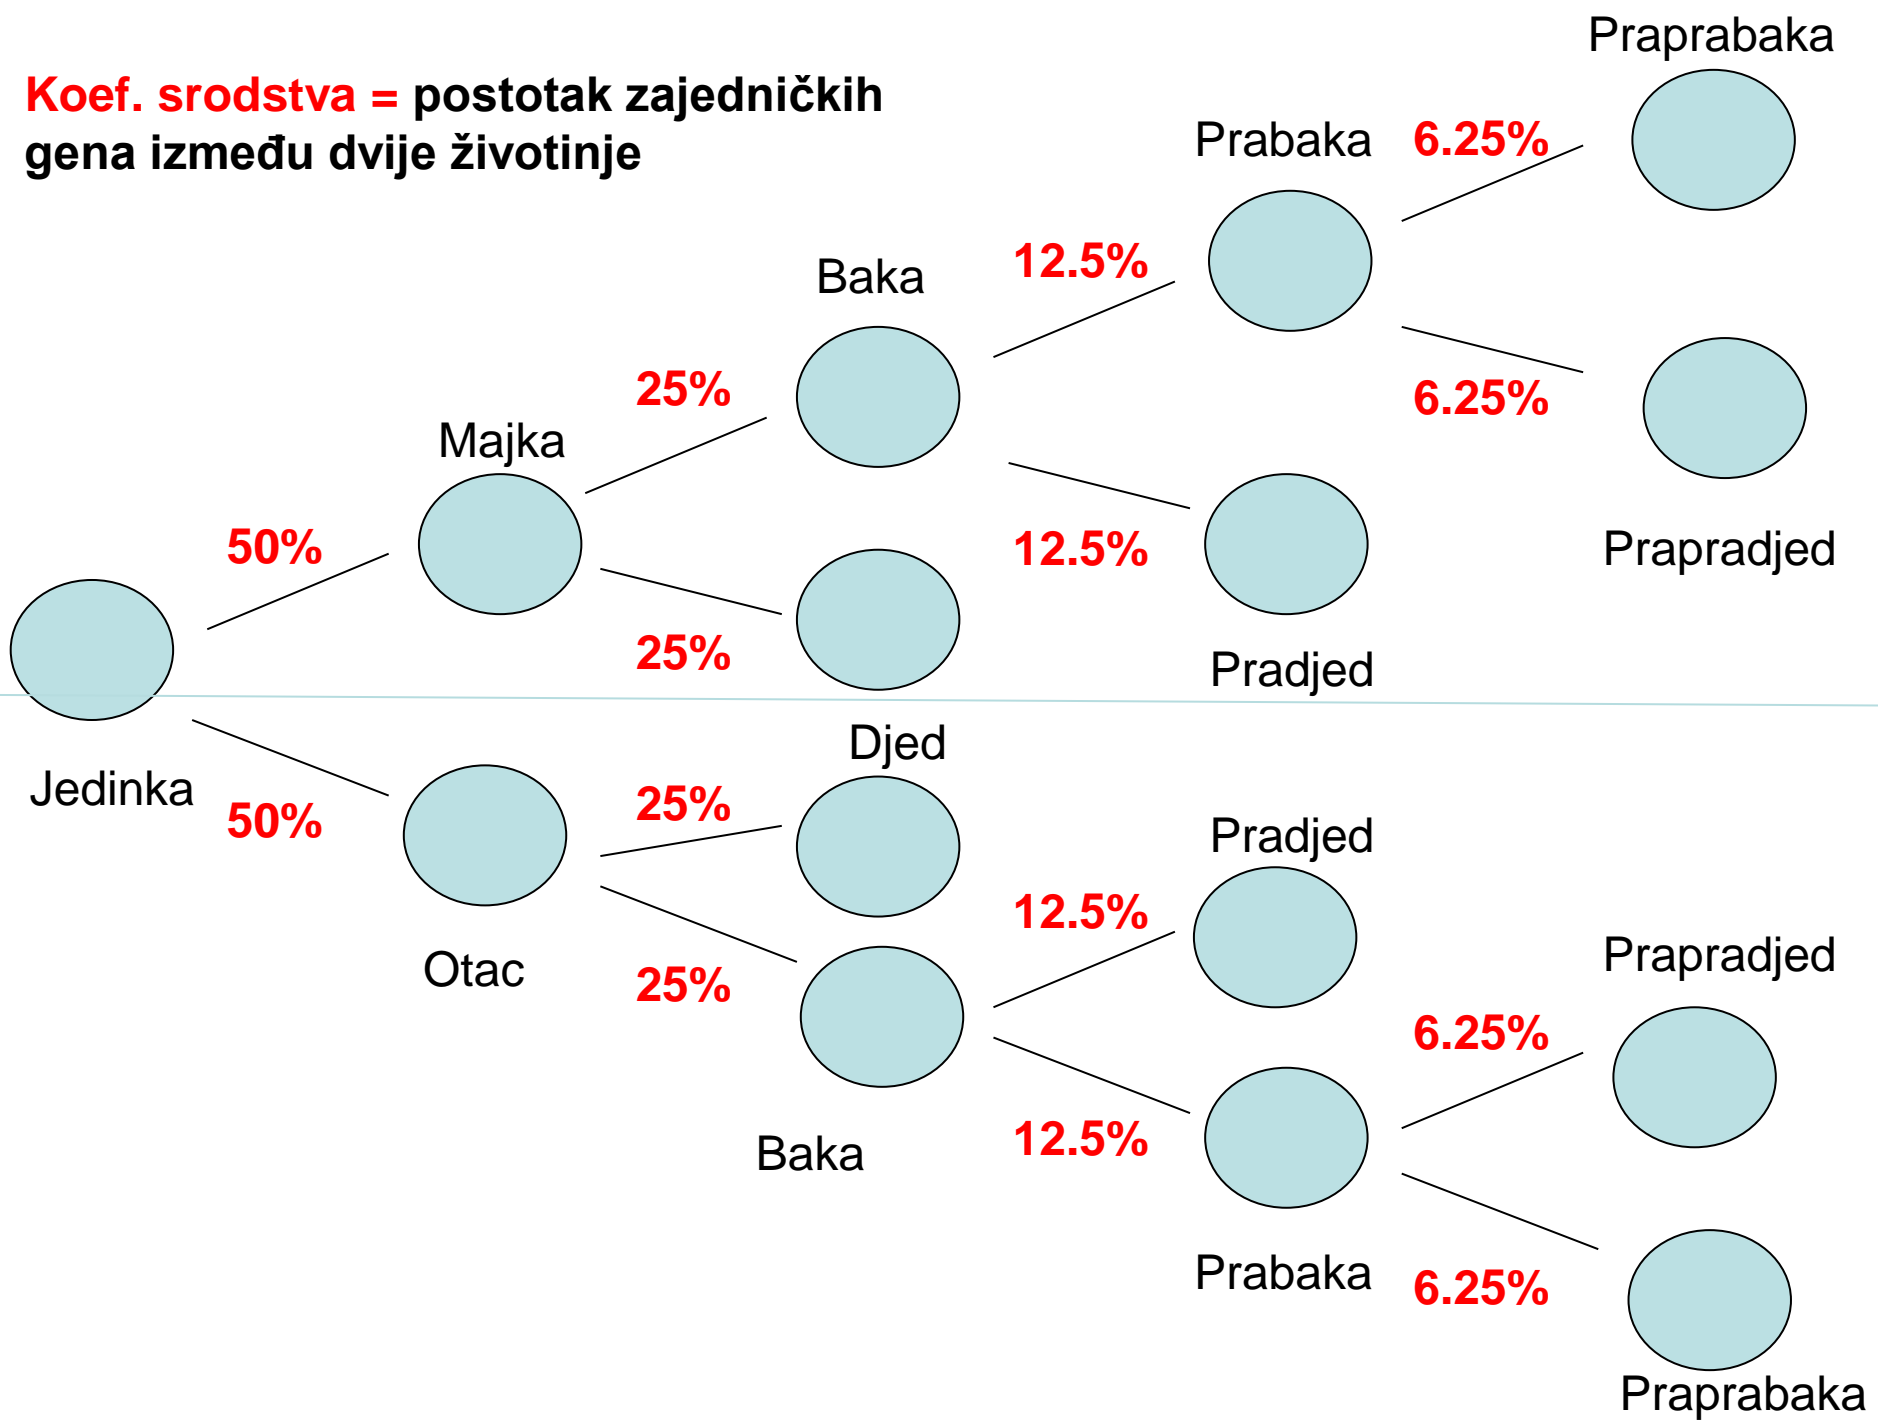 Praprabaka
Koef. srodstva = postotak zajedničkih
gena između dvije životinje
Prabaka
6.25%
Baka
12.5%
25%
6.25%
Majka
50%
12.5%
Prapradjed
25%
Pradjed
Djed
Jedinka
50%
25%
Pradjed
12.5%
Otac
25%
Prapradjed
6.25%
Baka
12.5%
Prabaka
6.25%
Praprabaka